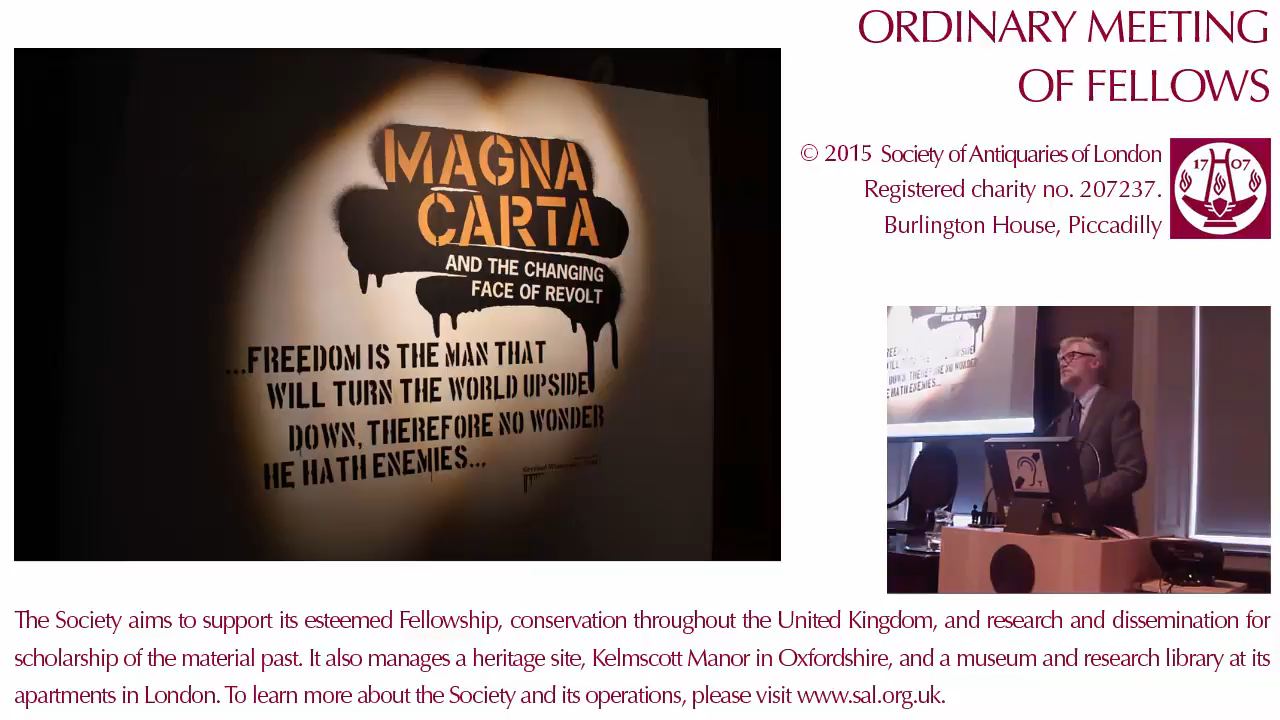 ORDINARY MEETING
OF FELLOWS
© 2015 Society of Antiquaries of London
Registered charity no. 207237.
Burlington House, Piccadilly
17 07
MAGNA
CARTA
AND THE CHANGING
FACE OF REVOLT
...FREEDOM IS THE MAN THAT
WILL TURN THE WORLD UPSIDE
DOWN, THEREFORE NO WONDER
HE HATH ENEMIES...
FACE OF REVOLT
The Society aims to support its esteemed Fellowship, conservation throughout the United Kingdom, and research and dissemination for
scholarship of the material past. It also manages a heritage site, Kelmscott Manor in Oxfordshire, and a museum and research library at its
apartments in London. To learn more about the Society and its operations, please visit www.sal.org.uk.